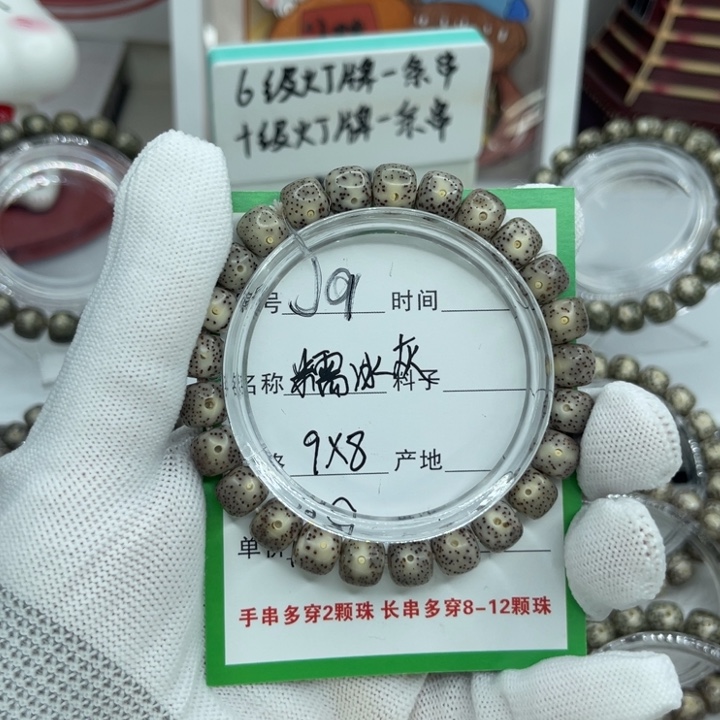 6级灯牌一条串
十级灯牌一条串
号 J9 时间
名称 糯冰灰 料子
9X8 产地
单价
手串多穿2颗珠 长串多穿8-12颗珠